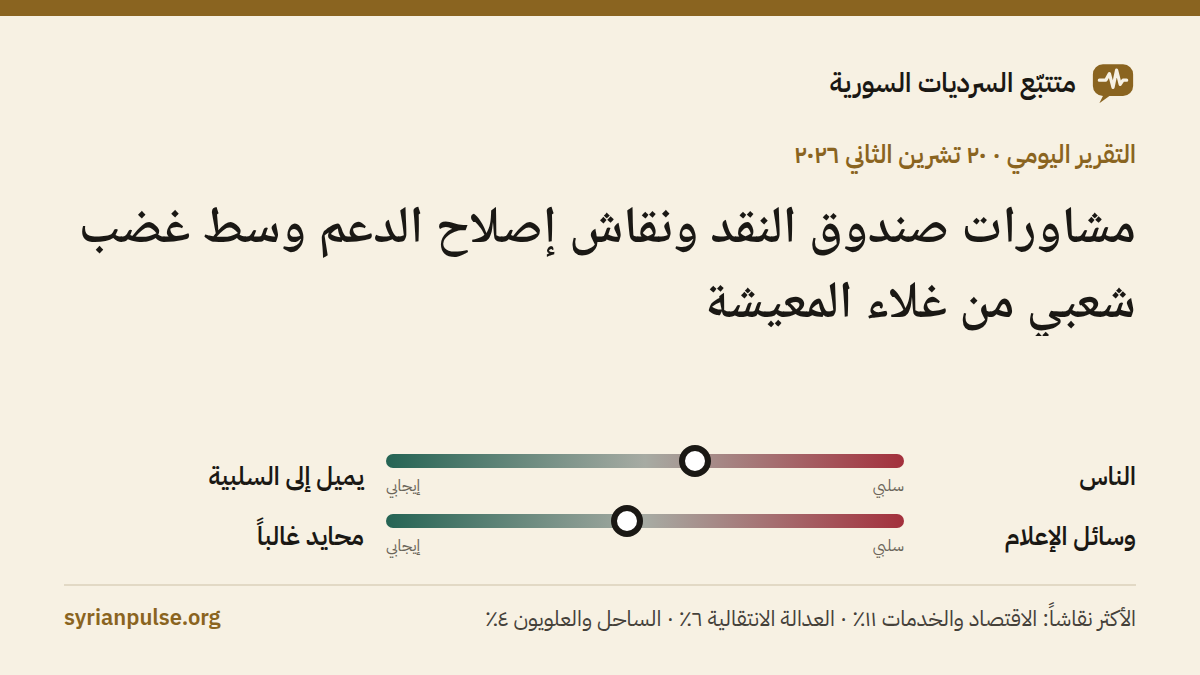 متتبّع السرديات السورية
التقرير اليومي · ٢٠ تشرين الثاني ٢٠٢٦
مشاورات صندوق النقد ونقاش إصلاح الدعم وسط غضب
شعبي من غلاء المعيشة
الناس
سلبي
إيجابي
يميل إلى السلبية
وسائل الإعلام
سلبي
إيجابي
محايد غالباً
الأكثر نقاشاً: الاقتصاد والخدمات ١١٪ · العدالة الانتقالية ٦٪ · الساحل والعلويون ٤٪
syrianpulse.org